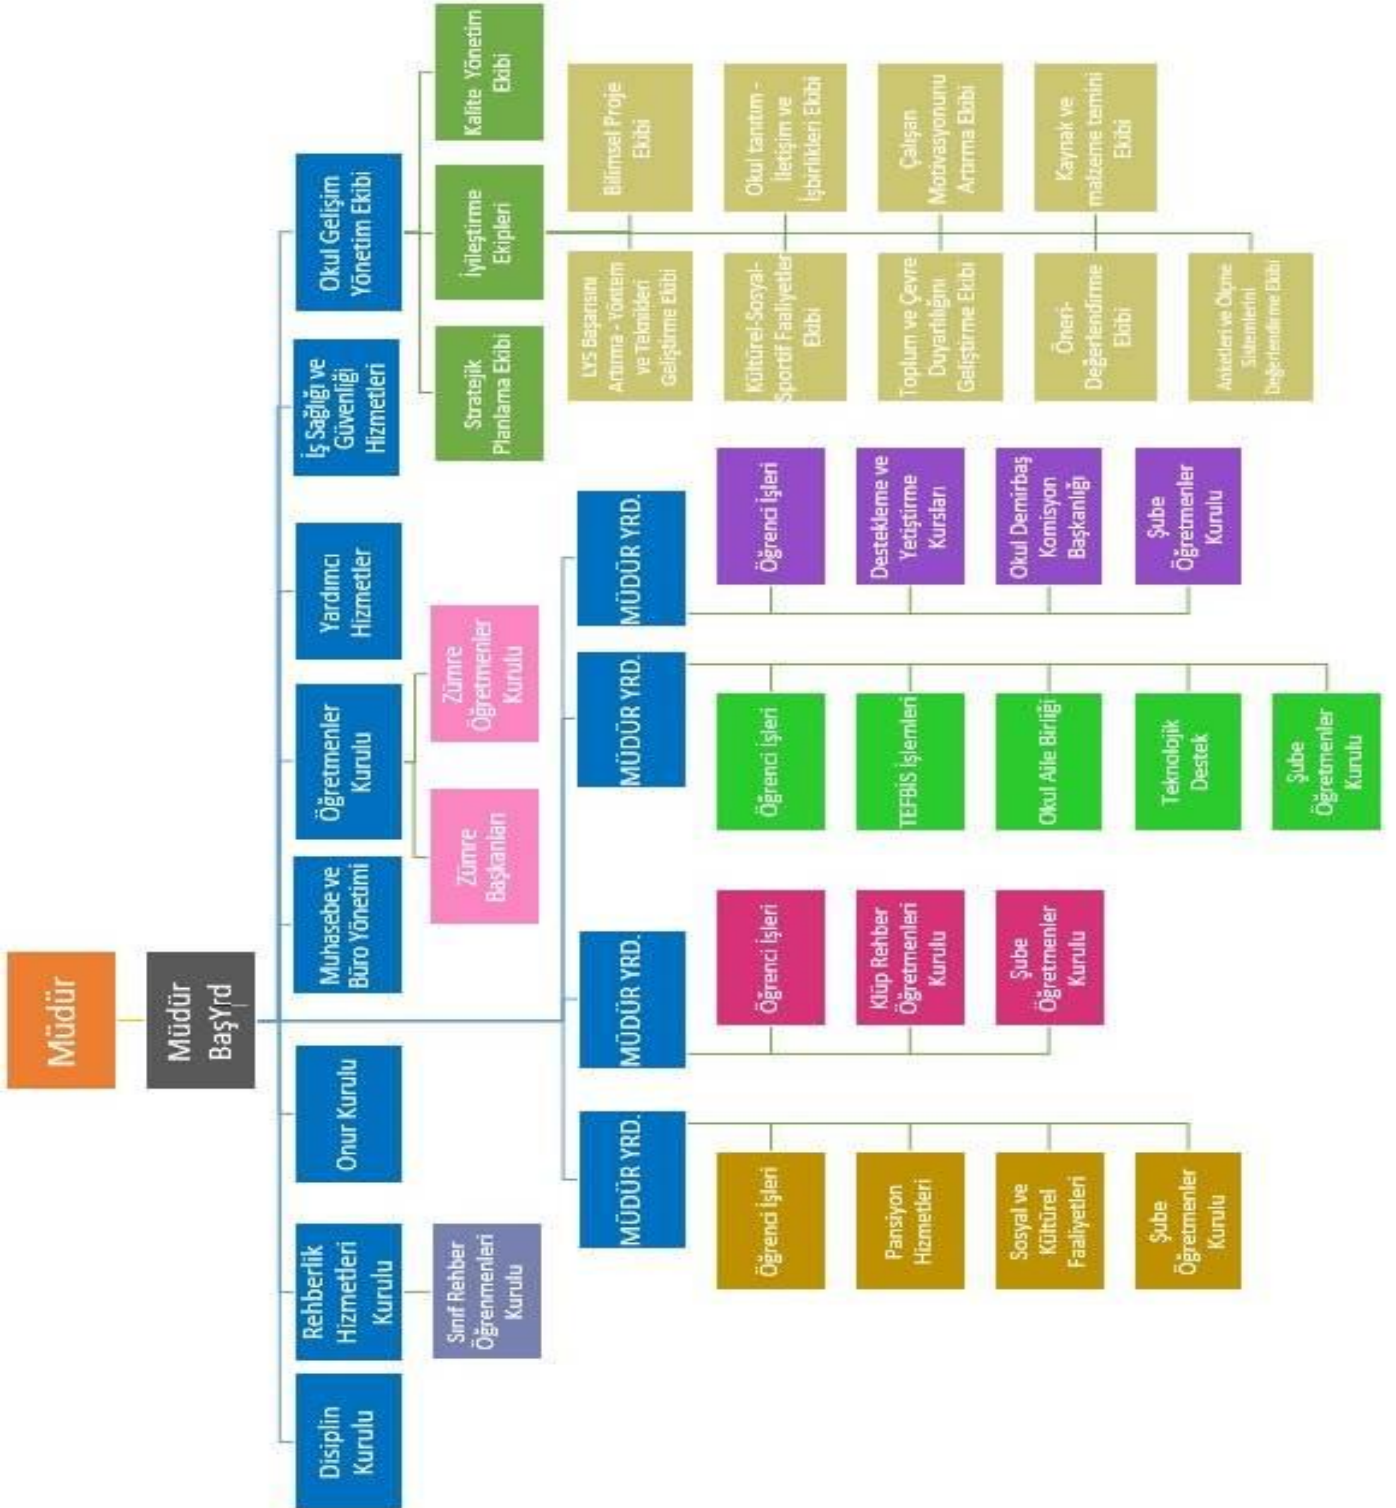 Müdür
Müdür
BaşYrd
Disiplin
Kurulu
Rehberlik
Hizmetleri
Kurulu
Onur Kurulu
Muhasebe ve
Büro Yönetimi
Öğretmenler
Kurulu
Yardımcı
Hizmetler
İş Sağlığı ve
Güvenliği
Hizmetleri
Okul Gelişim
Yönetim Ekibi
Sınıf Rehber
Öğrenmenleri
Kurulu
Zümre
Başkanları
Zümre
Öğretmenler
Kurulu
Stratejik
Planlama Ekibi
İyileştirme
Ekipleri
Kalite Yönetim
Ekibi
MÜDÜR YRD.
MÜDÜR YRD.
MÜDÜR YRD.
MÜDÜR YRD.
Öğrenci İşleri
Pansiyon
Hizmetleri
Sosyal ve
Kültürel
Faaliyetleri
Şube
Öğretmenler
Kurulu
Öğrenci İşleri
Klüp Rehber
Öğretmenleri
Kurulu
Şube
Öğretmenler
Kurulu
Öğrenci İşleri
TEFBİS İşlemleri
Okul Aile Birliği
Teknolojik
Destek
Şube
Öğretmenler
Kurulu
Öğrenci İşleri
Destekleme ve
Yetiştirme
Kursları
Okul Demirbaş
Komisyon
Başkanlığı
Şube
Öğretmenler
Kurulu
LYS Başarısını
Artırma - Yöntem
ve Teknikleri
Geliştirme Ekibi
Bilimsel Proje
Ekibi
Kültürel-Sosyal-
Sportif Faaliyetler
Ekibi
Okul tanıtım -
İletişim ve
İşbirlikleri Ekibi
Toplum ve Çevre
Duyarlılığını
Geliştirme Ekibi
Çalışan
Motivasyonunu
Artırma Ekibi
Öneri-
Değerlendirme
Ekibi
Kaynak ve
malzeme temini
Ekibi
Anketleri ve Ölçme
Sistemlerini
Değerlendirme Ekibi